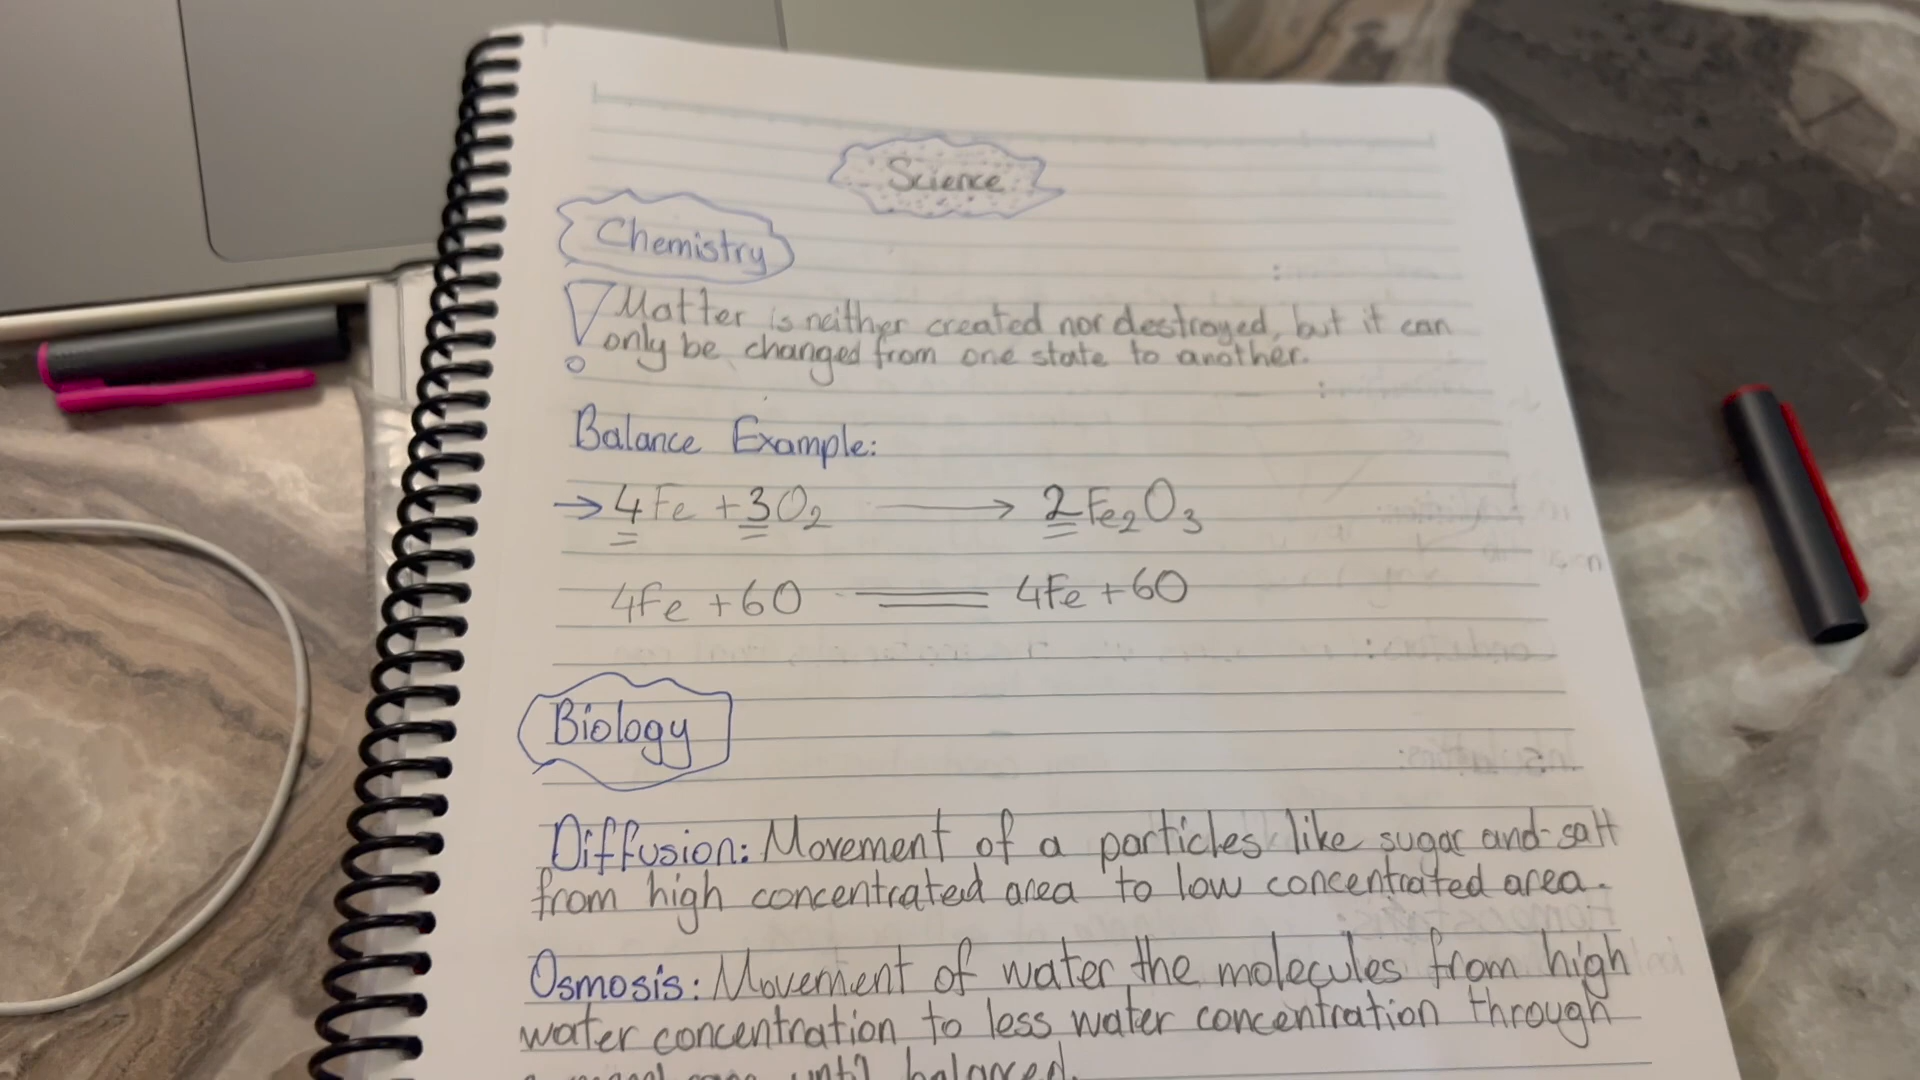 Science
Chemistry
! Matter is neither created nor destroyed, but it can
only be changed from one state to another.
Balance Example:
→ 4Fe + 3O₂ → 2Fe₂O₃
4Fe + 6O = 4Fe + 6O
Biology
Diffusion: Movement of a particles like sugar and salt
from high concentrated area to low concentrated area.
Osmosis: Movement of water the molecules from high
water concentration to less water concentration through
until balanced.